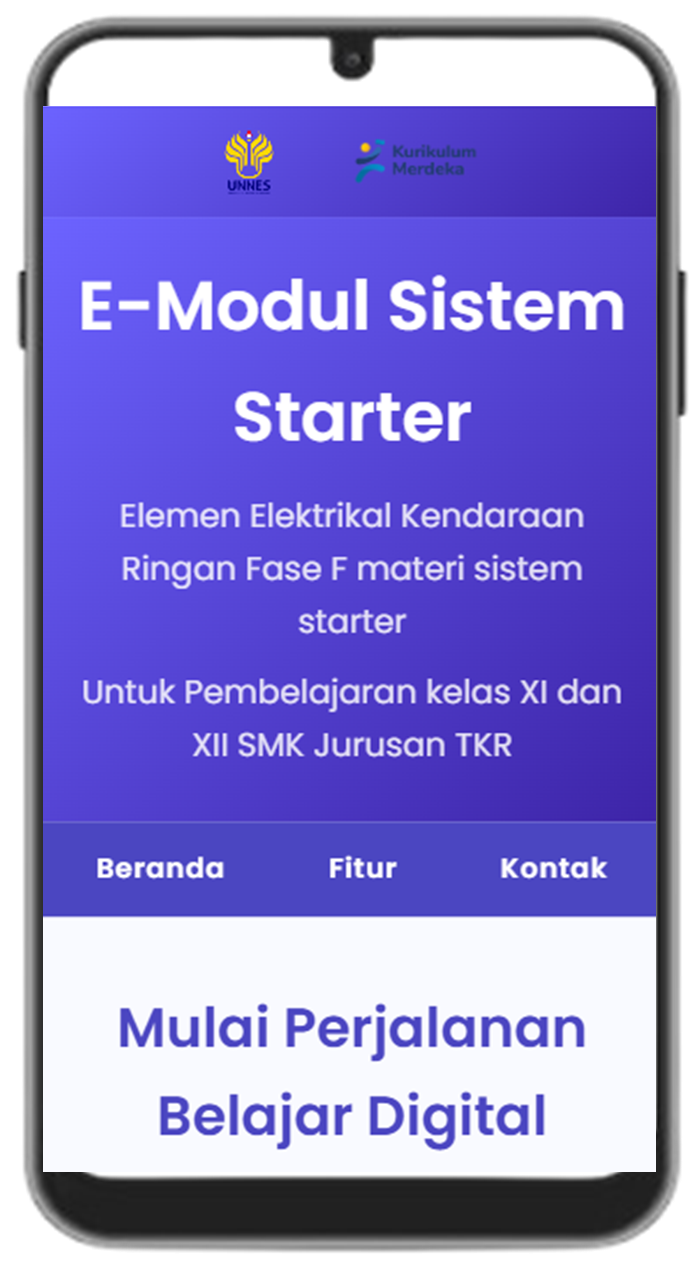 UNNES
Kurikulum
Merdeka
E-Modul Sistem
Starter
Elemen Elektrikal Kendaraan
Ringan Fase F materi sistem
starter
Untuk Pembelajaran kelas XI dan
XII SMK Jurusan TKR
Beranda Fitur Kontak
Mulai Perjalanan
Belajar Digital